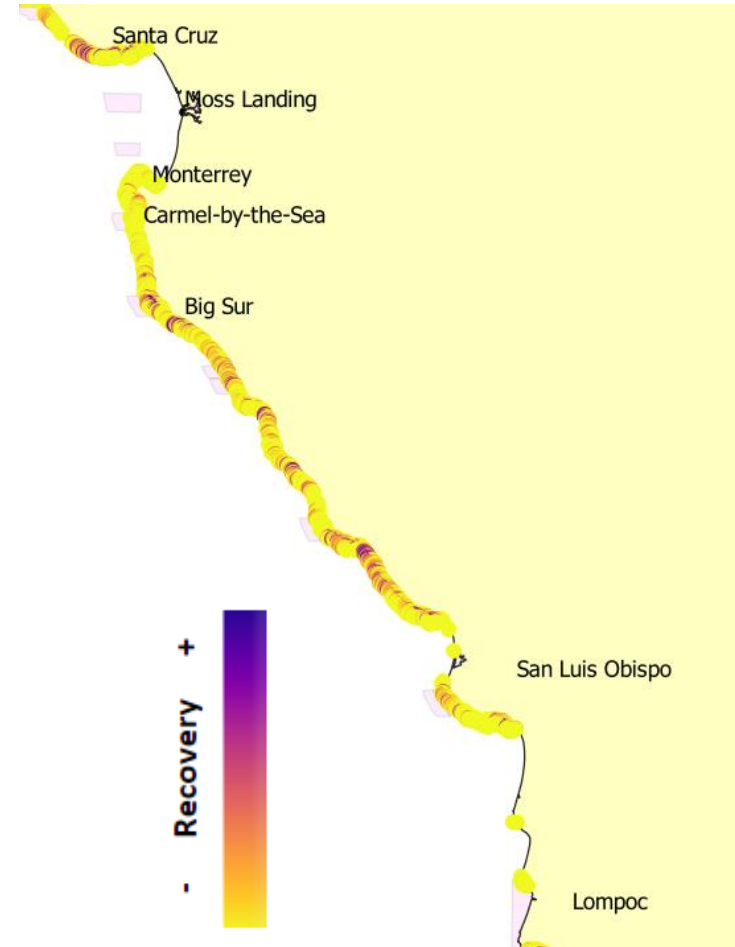 Santa Cruz
Moss Landing
Monterrey
Carmel-by-the-Sea
Big Sur
San Luis Obispo
Lompoc
- Recovery +